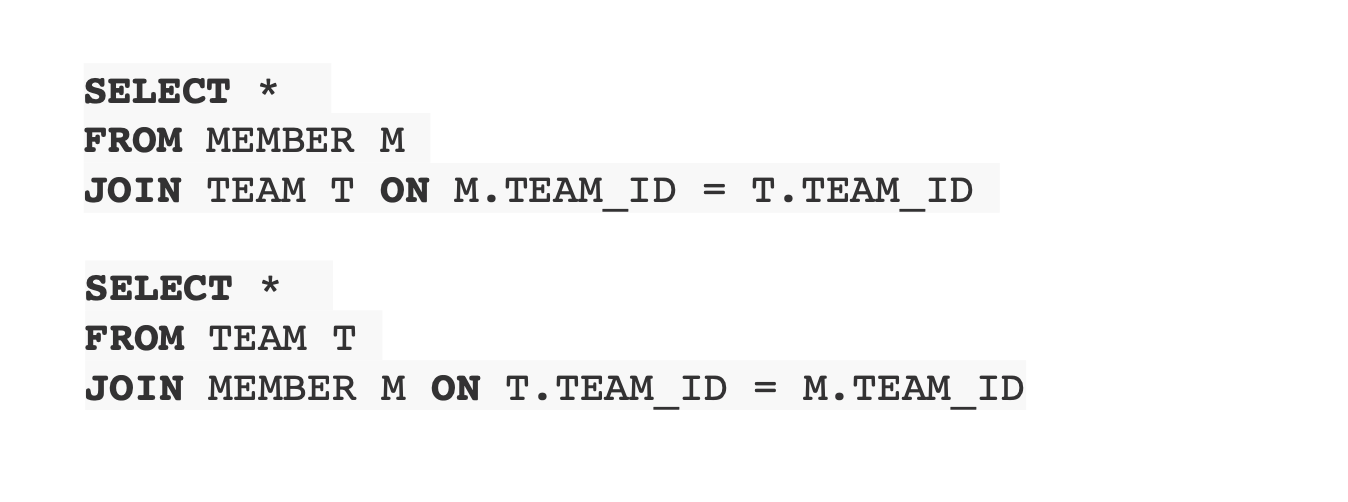 SELECT *
FROM MEMBER M
JOIN TEAM T ON M.TEAM_ID = T.TEAM_ID
SELECT *
FROM TEAM T
JOIN MEMBER M ON T.TEAM_ID = M.TEAM_ID